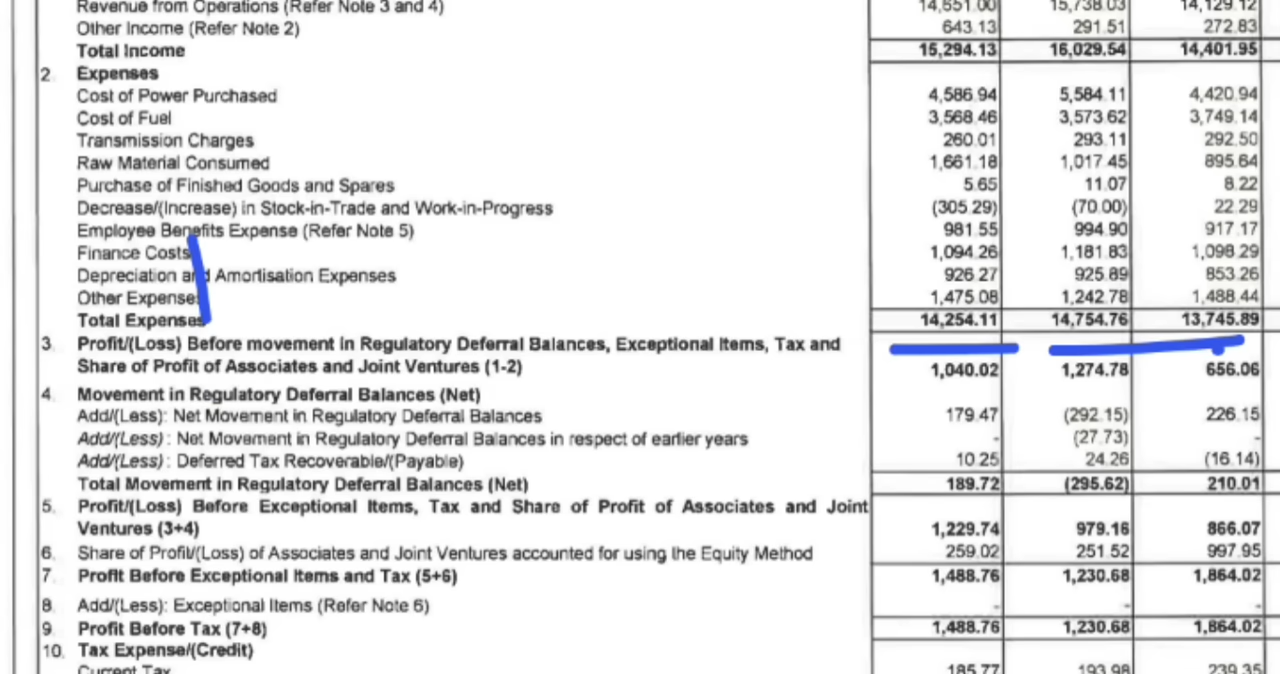 Revenue from Operations (Refer Note 3 and 4) 14,651.00 15,738.03 14,129.12
Other Income (Refer Note 2) 643.13 291.51 272.83
Total Income 15,294.13 16,029.54 14,401.95
2. Expenses
Cost of Power Purchased 4,586.94 5,584.11 4,420.94
Cost of Fuel 3,568.46 3,573.62 3,749.14
Transmission Charges 260.01 293.11 292.50
Raw Material Consumed 1,661.18 1,017.45 895.64
Purchase of Finished Goods and Spares 5.65 11.07 8.22
Decrease/(Increase) in Stock-in-Trade and Work-in-Progress (305.29) (70.00) 22.29
Employee Benefits Expense (Refer Note 5) 981.55 994.90 917.17
Finance Costs 1,094.26 1,181.83 1,098.29
Depreciation and Amortisation Expenses 926.27 925.89 853.26
Other Expenses 1,475.08 1,242.78 1,488.44
Total Expenses 14,254.11 14,754.76 13,745.89
3. Profit/(Loss) Before movement in Regulatory Deferral Balances, Exceptional Items, Tax and
Share of Profit of Associates and Joint Ventures (1-2) 1,040.02 1,274.78 656.06
4. Movement in Regulatory Deferral Balances (Net)
Add/(Less): Net Movement in Regulatory Deferral Balances 179.47 (292.15) 226.15
Add/(Less) : Net Movement in Regulatory Deferral Balances in respect of earlier years - (27.73) -
Add/(Less) : Deferred Tax Recoverable/(Payable) 10.25 24.26 (16.14)
Total Movement in Regulatory Deferral Balances (Net) 189.72 (295.62) 210.01
5. Profit/(Loss) Before Exceptional Items, Tax and Share of Profit of Associates and Joint
Ventures (3+4) 1,229.74 979.16 866.07
6. Share of Profit/(Loss) of Associates and Joint Ventures accounted for using the Equity Method 259.02 251.52 997.95
7. Profit Before Exceptional Items and Tax (5+6) 1,488.76 1,230.68 1,864.02
8. Add/(Less): Exceptional Items (Refer Note 6) - - -
9. Profit Before Tax (7+8) 1,488.76 1,230.68 1,864.02
10. Tax Expense/(Credit)
Current Tax 185.77 193.98 239.35